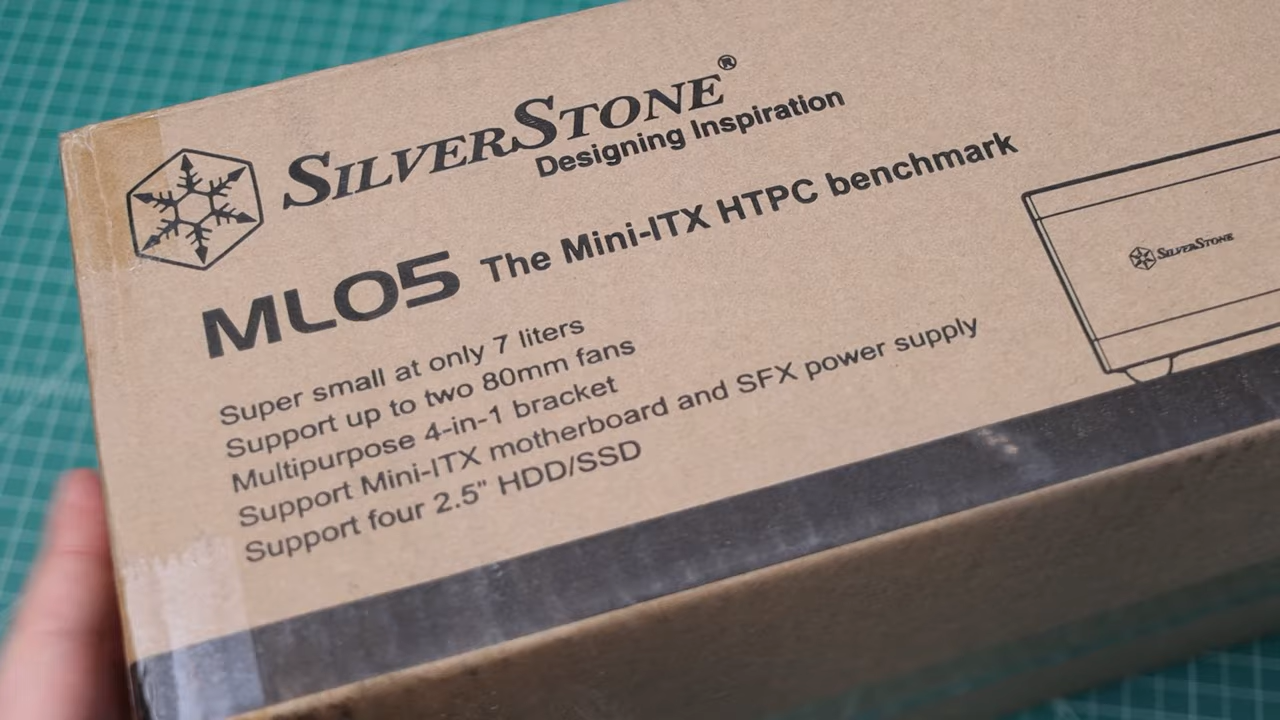 SILVERSTONE®
Designing Inspiration
ML05 The Mini-ITX HTPC benchmark
Super small at only 7 liters
Support up to two 80mm fans
Multipurpose 4-in-1 bracket
Support Mini-ITX motherboard and SFX power supply
Support four 2.5" HDD/SSD
SILVERSTONE